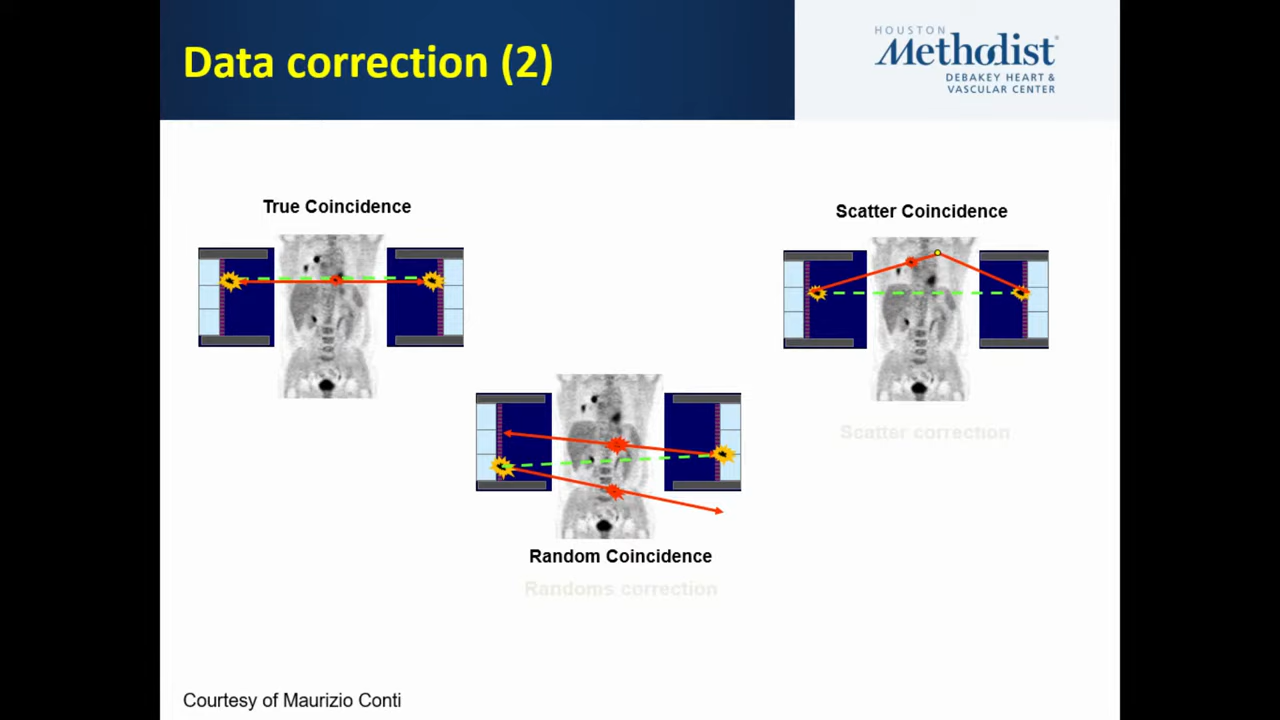 Data correction (2)
HOUSTON
Methodist
DEBAKEY HEART &
VASCULAR CENTER
True Coincidence
Scatter Coincidence
Scatter correction
Random Coincidence
Randoms correction
Courtesy of Maurizio Conti